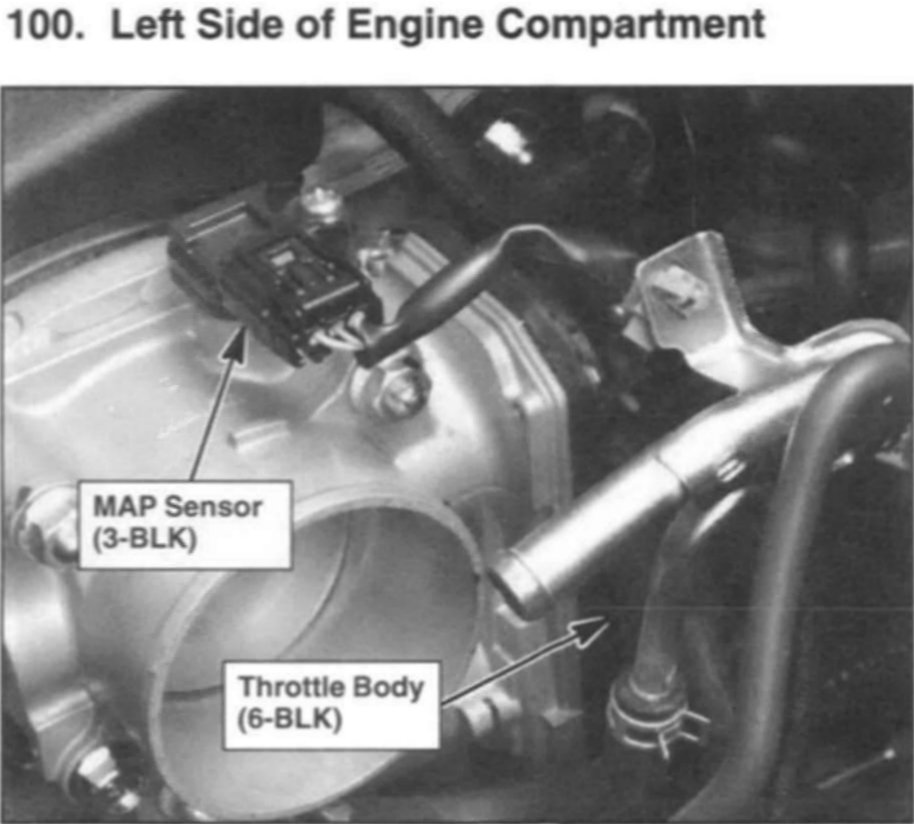 100. Left Side of Engine Compartment
MAP Sensor
(3-BLK)
Throttle Body
(6-BLK)